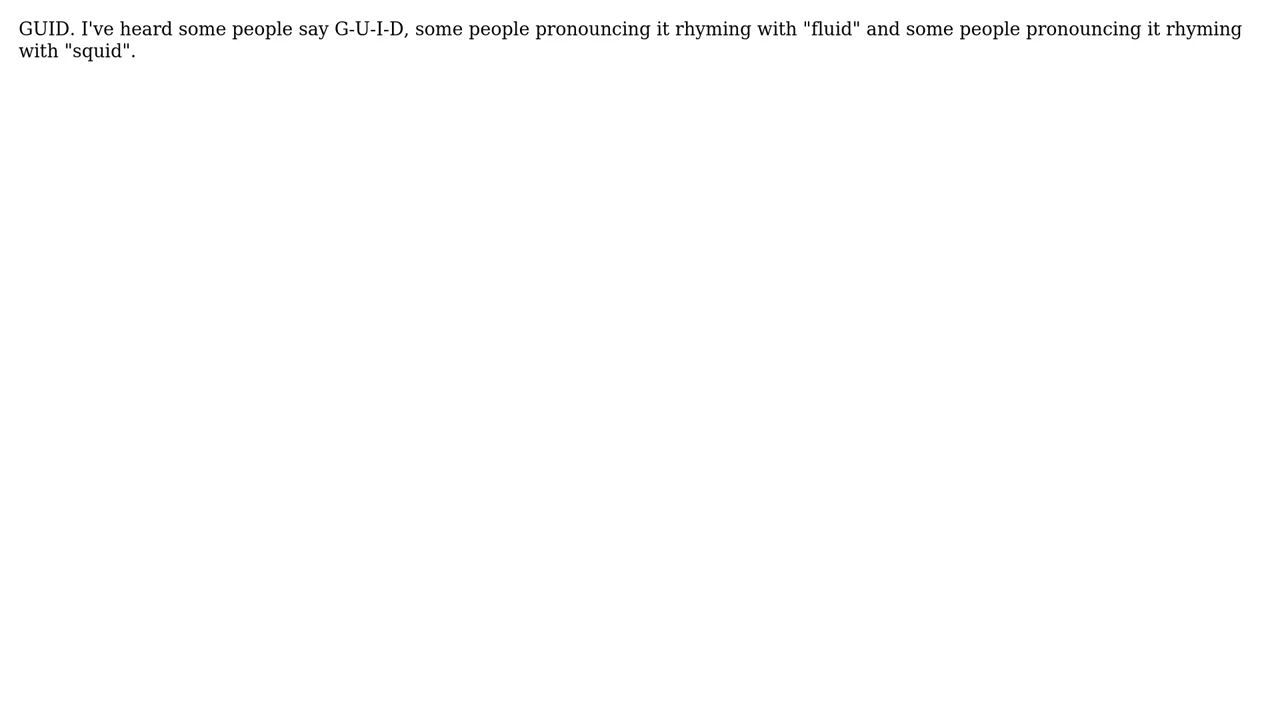 GUID. I've heard some people say G-U-I-D, some people pronouncing it rhyming with "fluid" and some people pronouncing it rhyming
with "squid".